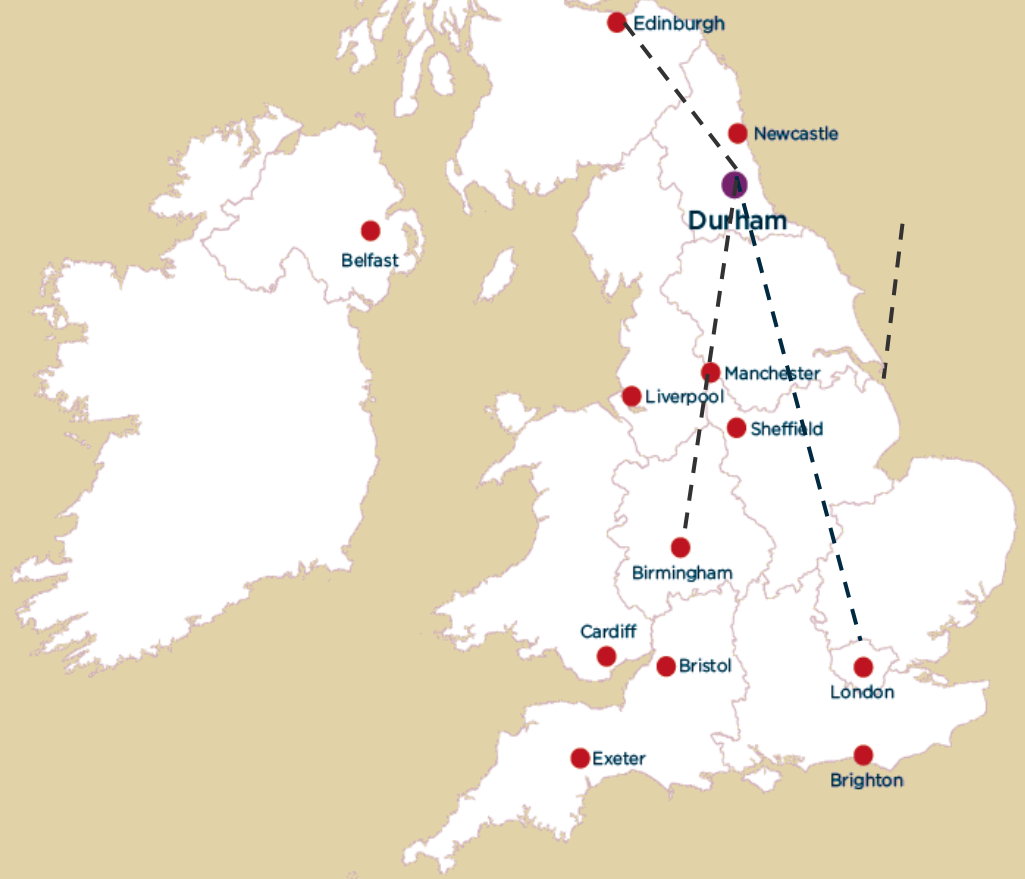 Edinburgh
Newcastle
Durham
Belfast
Manchester
Liverpool
Sheffield
Birmingham
Cardiff
Bristol
London
Exeter
Brighton